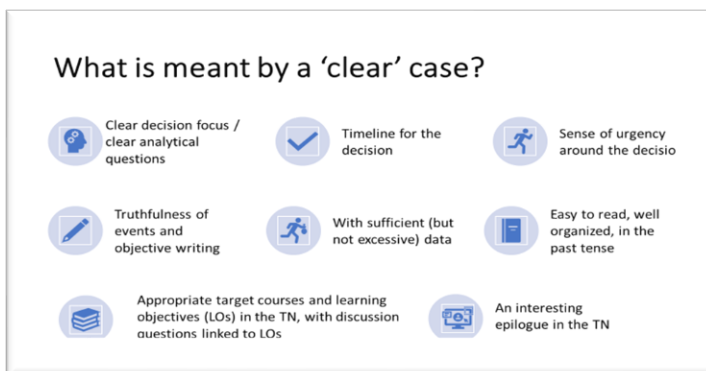 What is meant by a ‘clear’ case?
Clear decision focus /
clear analytical
questions
Timeline for the
decision
Sense of urgency
around the decisio
Truthfulness of
events and
objective writing
With sufficient (but
not excessive) data
Easy to read, well
organized, in the
past tense
Appropriate target courses and learning
objectives (LOs) in the TN, with discussion
questions linked to LOs
An interesting
epilogue in the TN